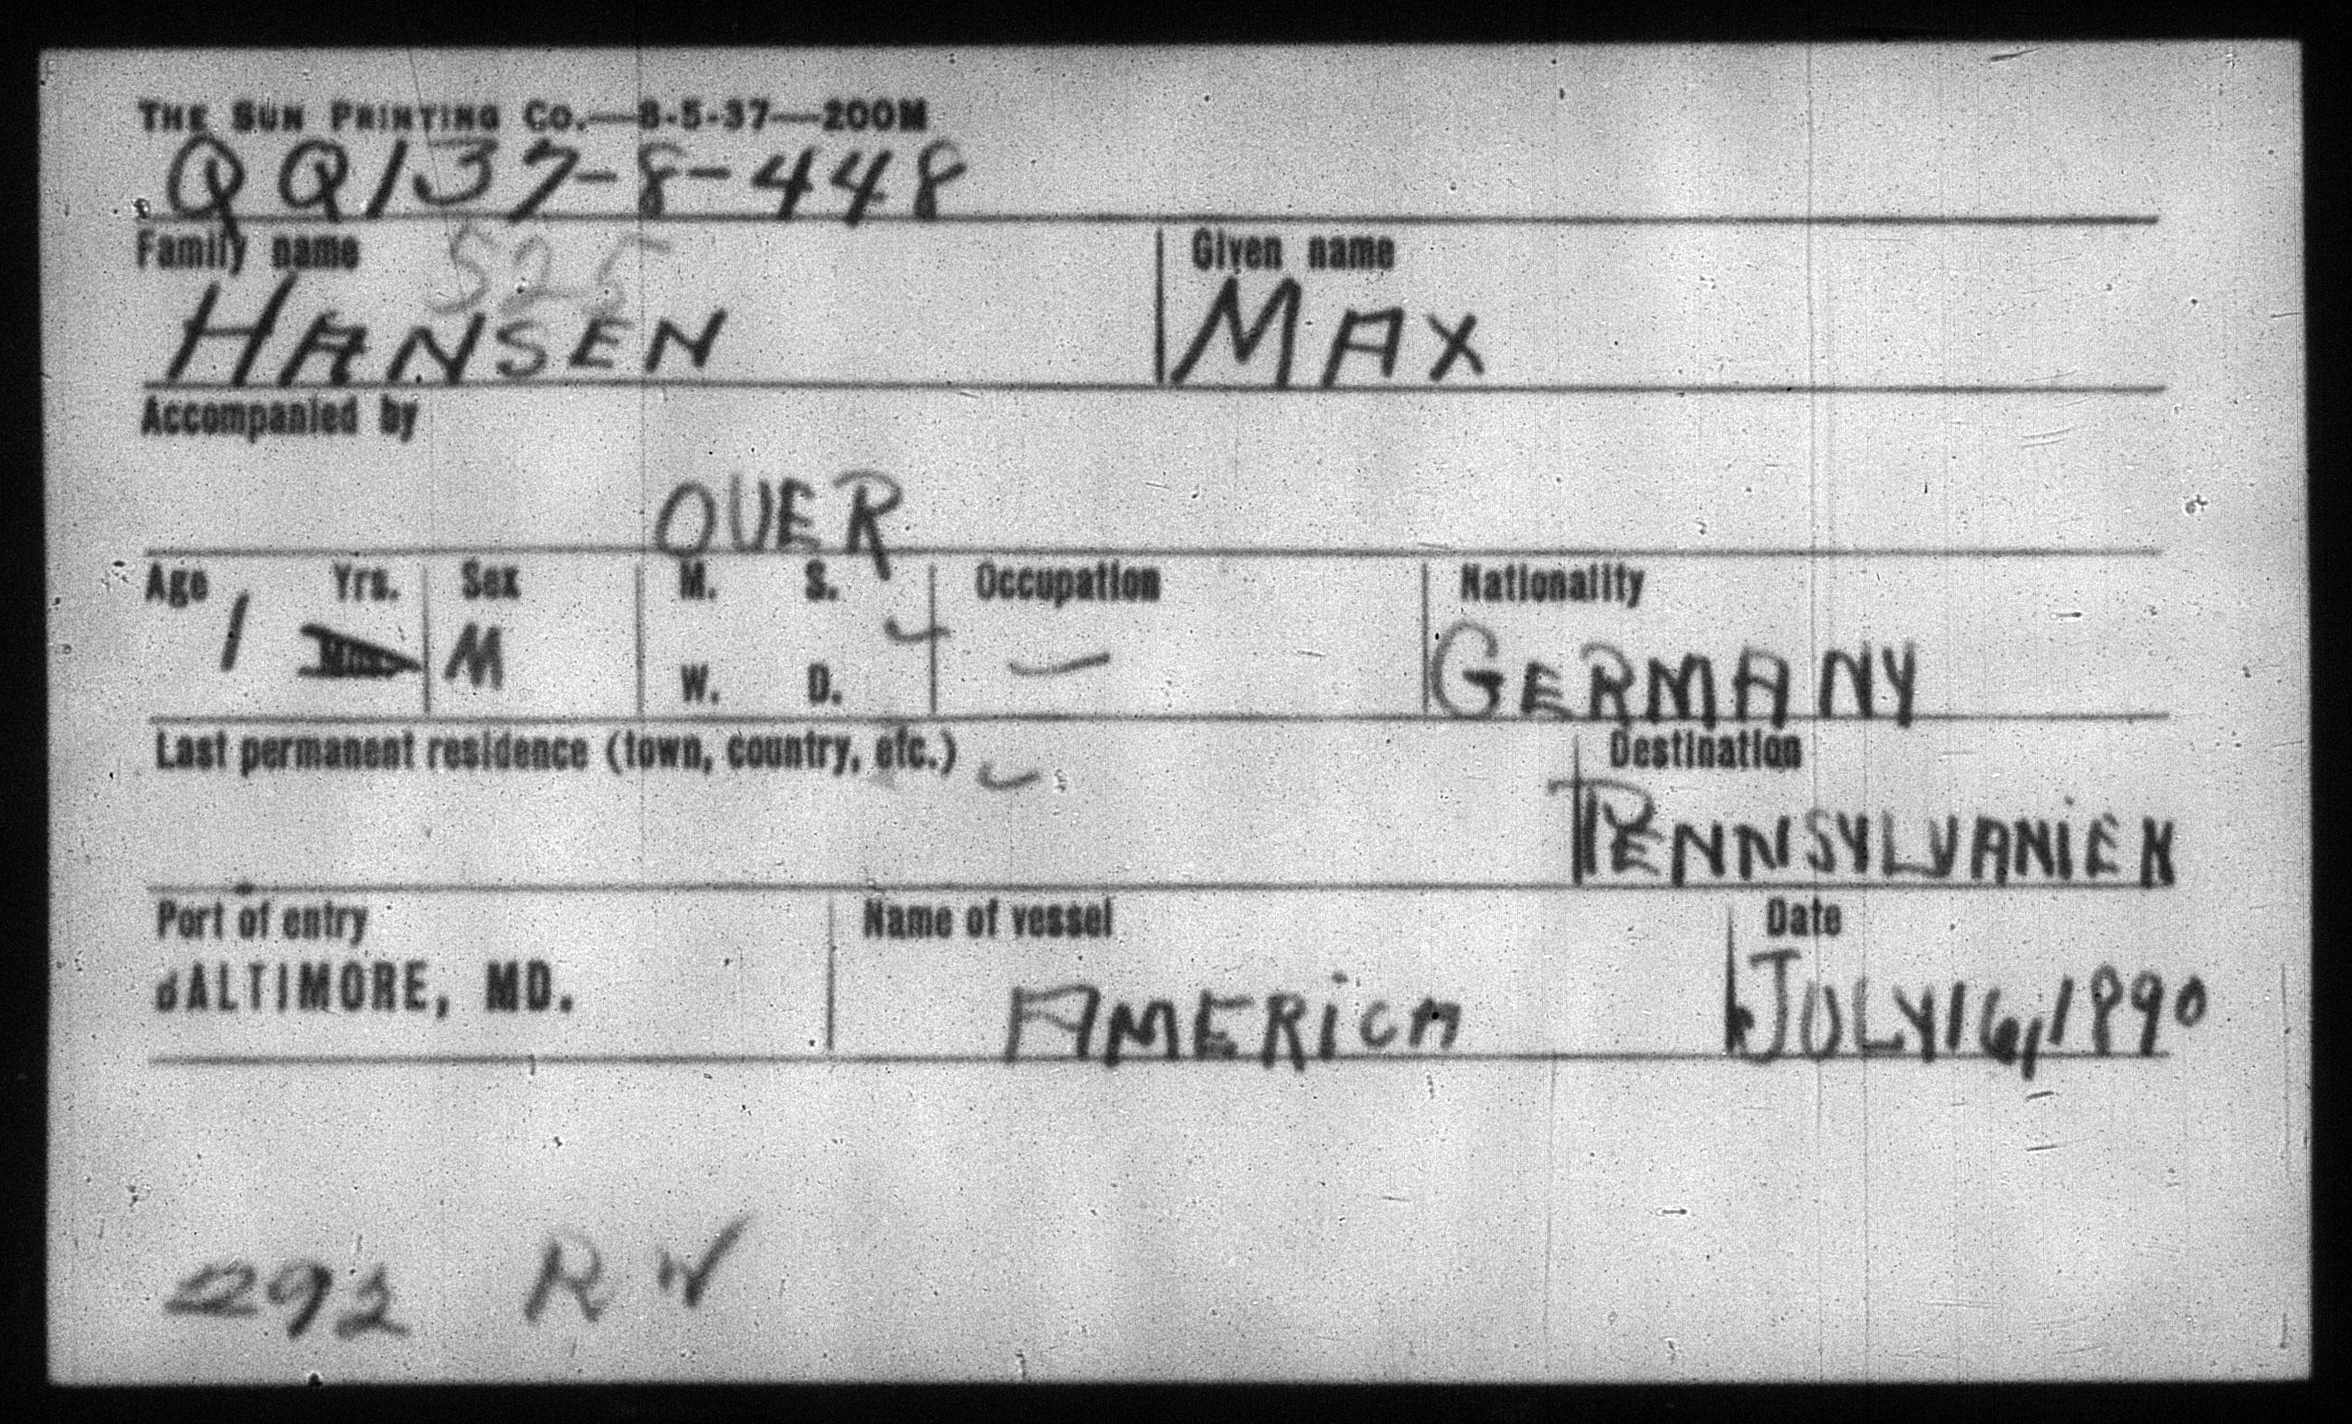 THE SUN PRINTING CO.—8-5-37—200M
QQ137-8-448
Family name 525 Given name
HANSEN MAX
Accompanied by
OVER
Age Yrs. Sex M. S. Occupation Nationality
1 M — GERMANY
W. D.
Last permanent residence (town, country, etc.) Destination
PENNSYLVANIEN
Port of entry Name of vessel Date
BALTIMORE, MD. AMERICA JULY 16, 1890
292 RW